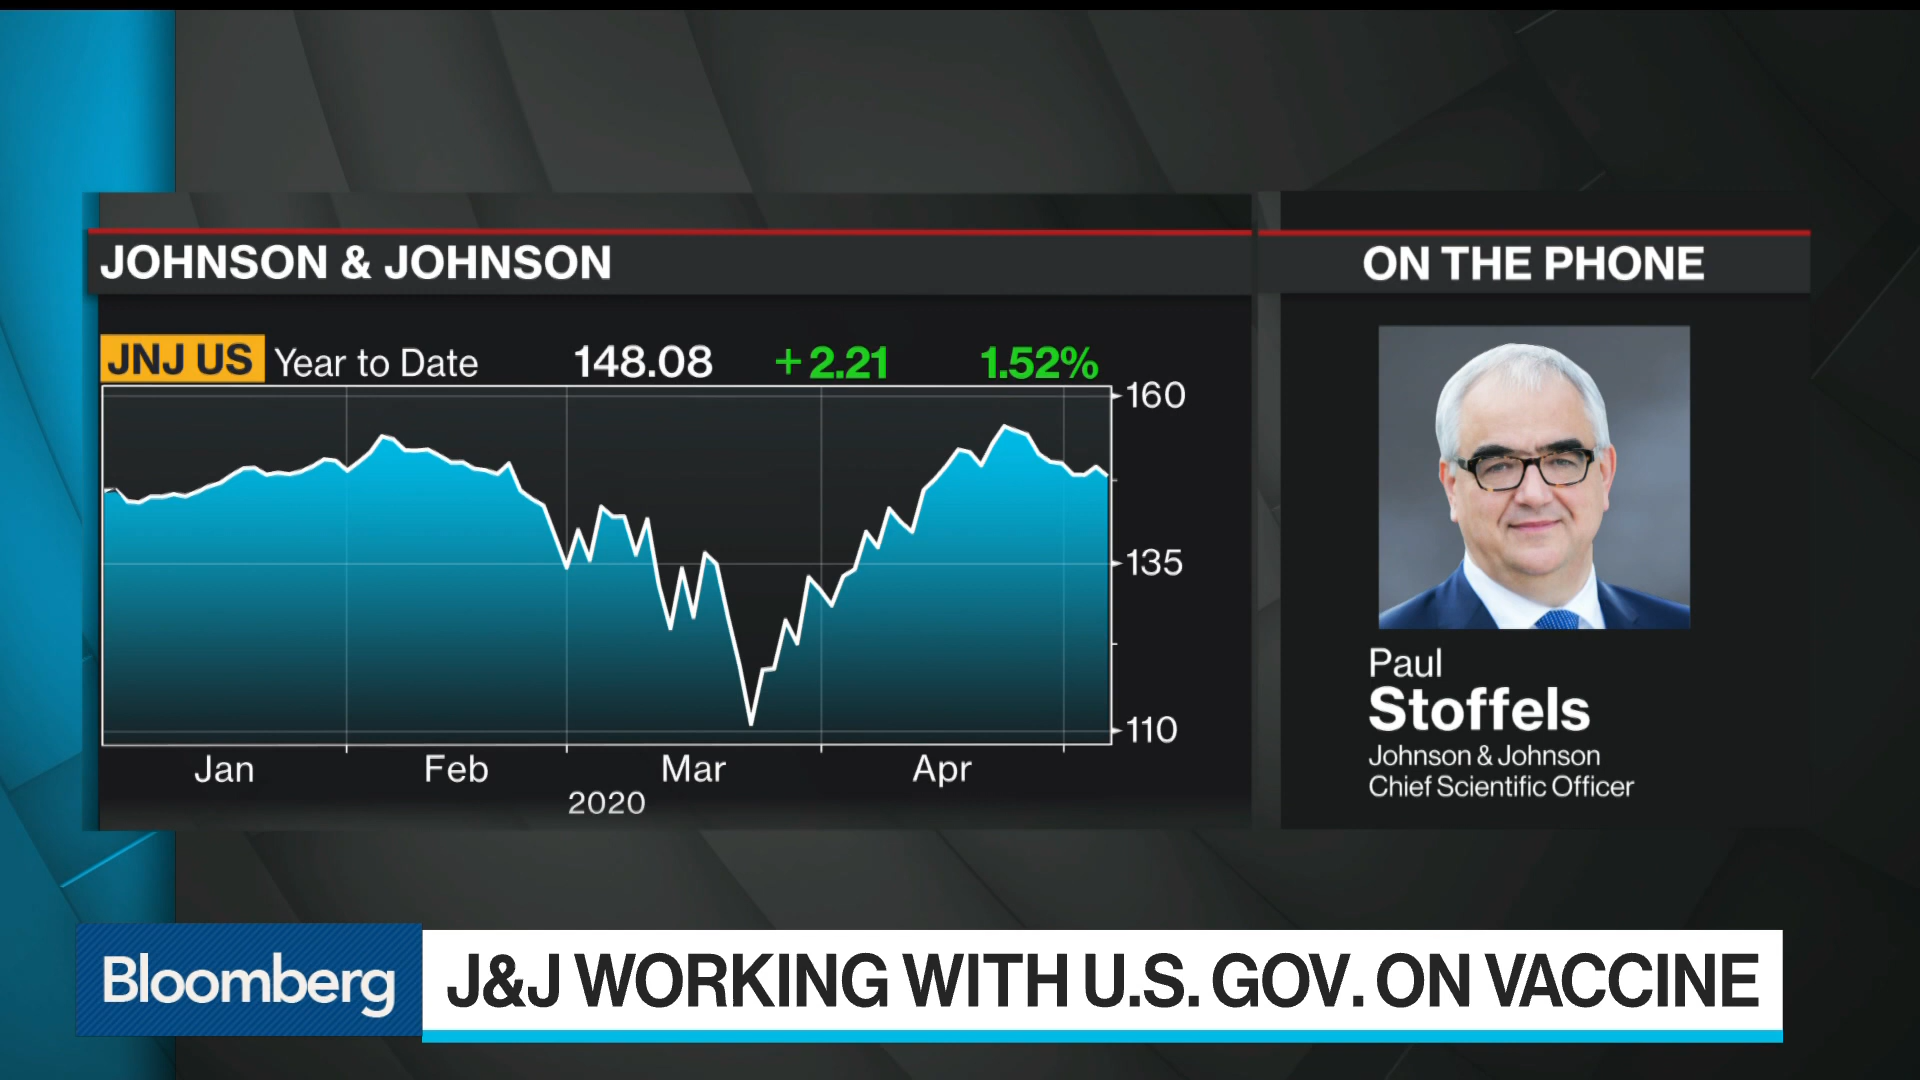 JOHNSON & JOHNSON
JNJ US Year to Date 148.08 +2.21 1.52%
160
135
110
Jan Feb Mar Apr
2020
ON THE PHONE
Paul
Stoffels
Johnson & Johnson
Chief Scientific Officer
Bloomberg
J&J WORKING WITH U.S. GOV. ON VACCINE